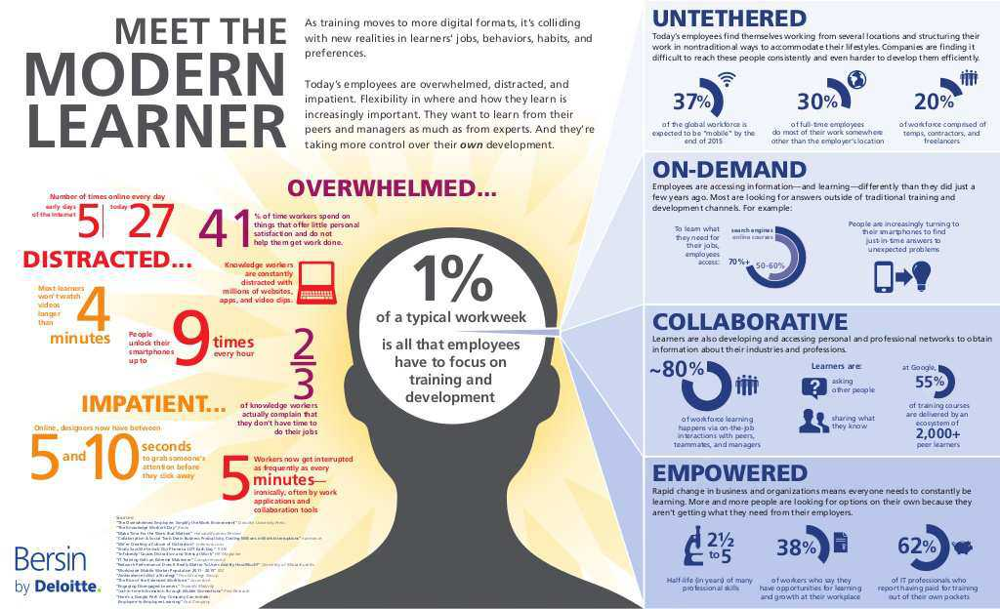 MEET THE
MODERN
LEARNER
As training moves to more digital formats, it's colliding
with new realities in learners' jobs, behaviors, habits, and
preferences.
Today's employees are overwhelmed, distracted, and
impatient. Flexibility in where and how they learn is
increasingly important. They want to learn from their
peers and managers as much as from experts. And they're
taking more control over their own development.
OVERWHELMED...
Number of times online every day
early days
of the internet
5
today
27
41
% of time workers spend on
things that offer little personal
satisfaction and do not
help them get work done.
DISTRACTED...
Knowledge workers
are constantly
distracted with
millions of websites,
apps, and video clips.
Most learners
won't watch
videos
longer
than
4
minutes
People
unlock their
smartphones
up to
9
times
every hour
2
3
of knowledge workers
actually complain that
they don't have time to
do their jobs
IMPATIENT...
Online, designers now have between
5 and 10 seconds
to grab someone's
attention before
they click away
5
Workers now get interrupted
as frequently as every
minutes—
ironically, often by work
applications and
collaboration tools
1%
of a typical workweek
is all that employees
have to focus on
training and
development
Bersin
by Deloitte.
UNTETHERED
Today's employees find themselves working from several locations and structuring their
work in nontraditional ways to accommodate their lifestyles. Companies are finding it
difficult to reach these people consistently and even harder to develop them efficiently.
37%
of the global workforce is
expected to be "mobile" by the
end of 2015
30%
of full-time employees
do most of their work somewhere
other than the employer's location
20%
of workforce comprised of
temps, contractors, and
freelancers
ON-DEMAND
Employees are accessing information—and learning—differently than they did just a
few years ago. Most are looking for answers outside of traditional training and
development channels. For example:
To learn what
they need for
their jobs,
employees
access:
search engines
online courses
70%+
50-60%
People are increasingly turning to
their smartphones to find
just-in-time answers to
unexpected problems
COLLABORATIVE
Learners are also developing and accessing personal and professional networks to obtain
information about their industries and professions.
~80%
of workforce learning
happens via on-the-job
interactions with peers,
teammates, and managers
Learners are:
?
asking
other people
sharing what
they know
at Google,
55%
of training courses
are delivered by an
ecosystem of
2,000+
peer learners
EMPOWERED
Rapid change in business and organizations means everyone needs to constantly be
learning. More and more people are looking for options on their own because they
aren't getting what they need from their employers.
2½
to 5
Half-life (in years) of many
professional skills
38%
of workers who say they
have opportunities for learning
and growth at their workplace
62%
of IT professionals who
report having paid for training
out of their own pockets